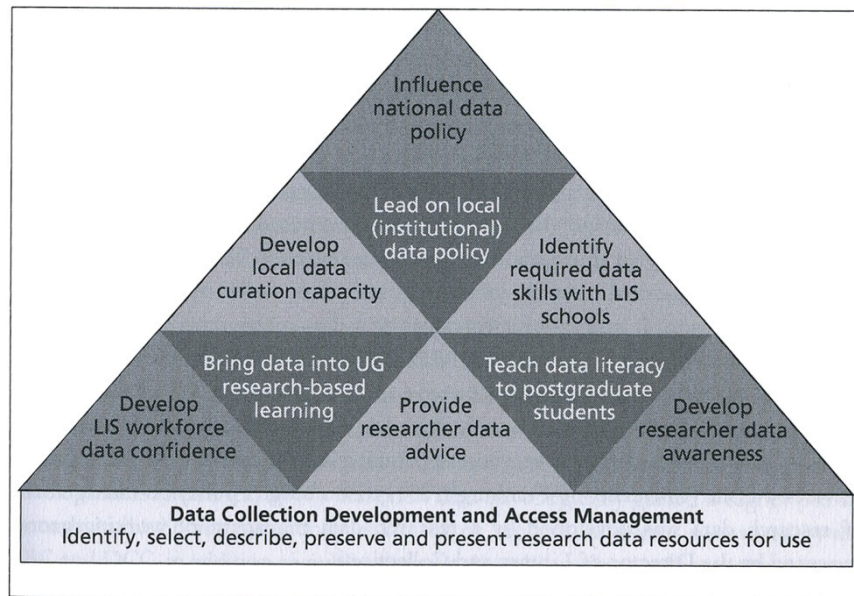 Influence
national data
policy
Lead on local
(institutional)
data policy
Develop
local data
curation capacity
Identify
required data
skills with LIS
schools
Bring data into UG
research-based
learning
Teach data literacy
to postgraduate
students
Develop
LIS workforce
data confidence
Provide
researcher data
advice
Develop
researcher data
awareness
Data Collection Development and Access Management
Identify, select, describe, preserve and present research data resources for use